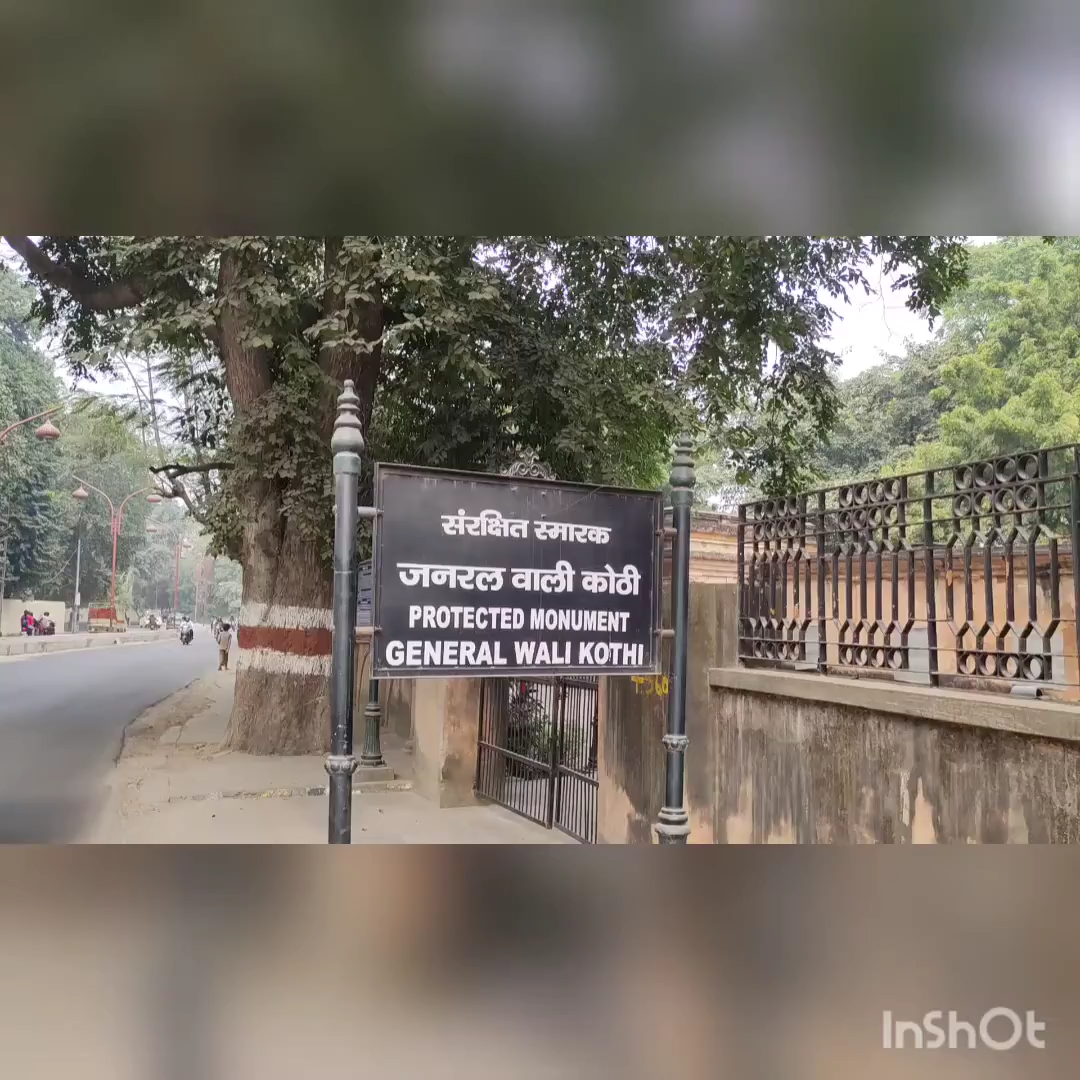 संरक्षित स्मारक
जनरल वाली कोठी
PROTECTED MONUMENT
GENERAL WALI KOTHI
InShOt